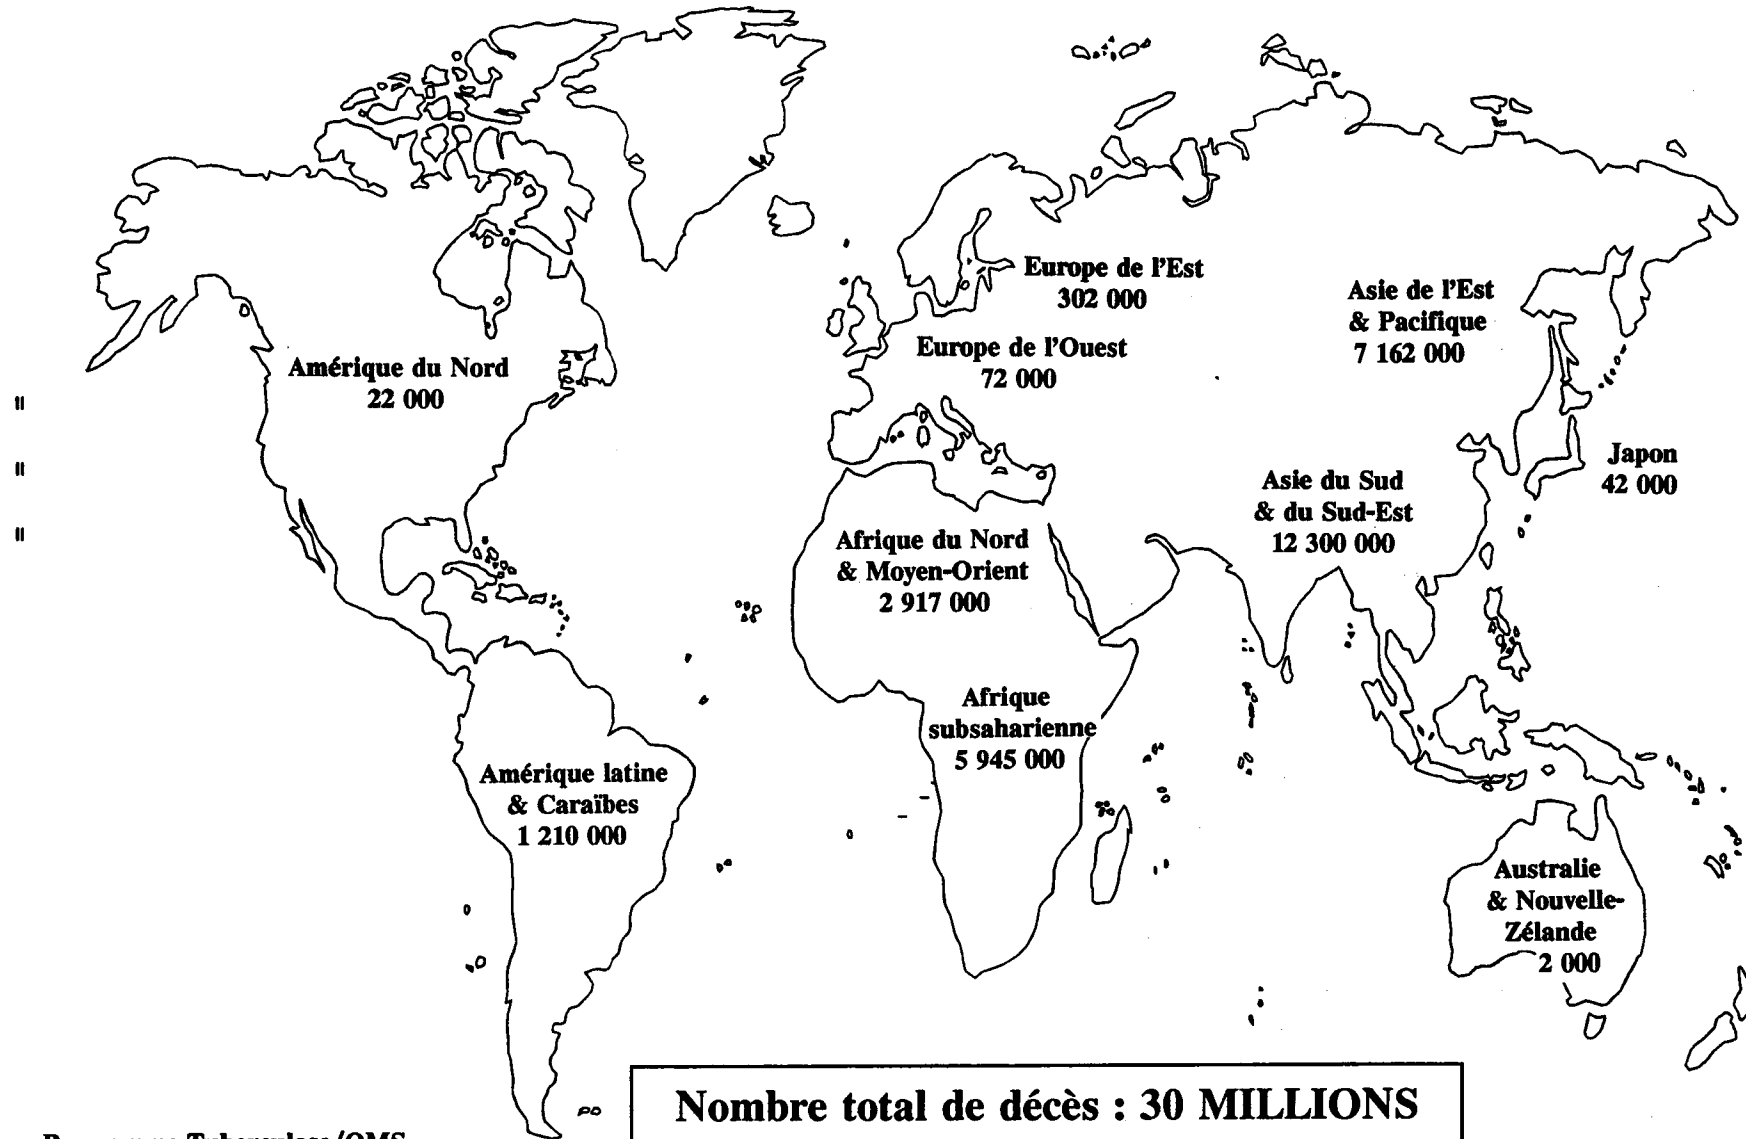 Europe de l'Est
302 000
Asie de l'Est
& Pacifique
7 162 000
Europe de l'Ouest
72 000
Amérique du Nord
22 000
Japon
42 000
Asie du Sud
& du Sud-Est
12 300 000
Afrique du Nord
& Moyen-Orient
2 917 000
Afrique
subsaharienne
5 945 000
Amérique latine
& Caraïbes
1 210 000
Australie
& Nouvelle-
Zélande
2 000
Nombre total de décès : 30 MILLIONS
Tuberculose/OMS